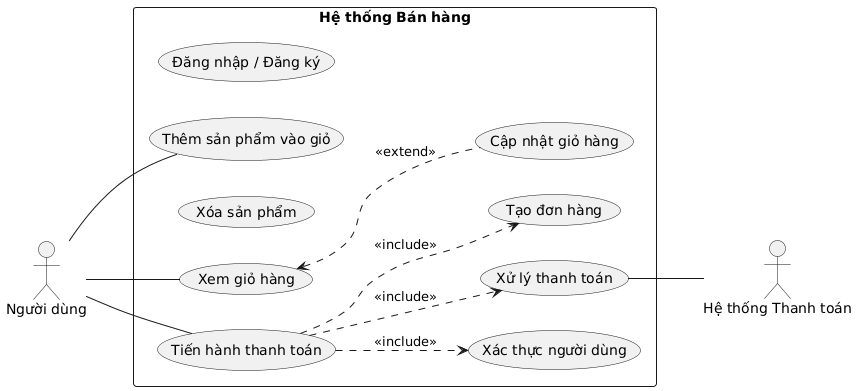 Hệ thống Bán hàng
Đăng nhập / Đăng ký
Thêm sản phẩm vào giỏ
«extend»
Cập nhật giỏ hàng
Xóa sản phẩm
Tạo đơn hàng
«include»
Xem giỏ hàng
«include»
Xử lý thanh toán
Người dùng
Hệ thống Thanh toán
Tiến hành thanh toán
«include»
Xác thực người dùng